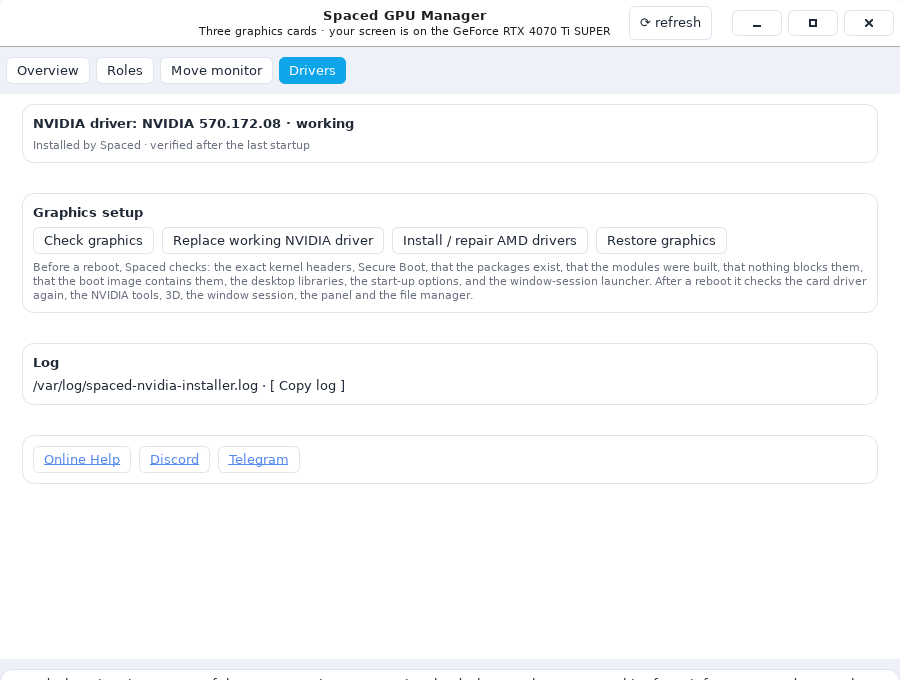 Spaced GPU Manager
Three graphics cards · your screen is on the GeForce RTX 4070 Ti SUPER
⟳ refresh
Overview
Roles
Move monitor
Drivers
NVIDIA driver: NVIDIA 570.172.08 · working
Installed by Spaced · verified after the last startup
Graphics setup
Check graphics
Replace working NVIDIA driver
Install / repair AMD drivers
Restore graphics
Before a reboot, Spaced checks: the exact kernel headers, Secure Boot, that the packages exist, that the modules were built, that nothing blocks them,
that the boot image contains them, the desktop libraries, the start-up options, and the window-session launcher. After a reboot it checks the card driver
again, the NVIDIA tools, 3D, the window session, the panel and the file manager.
Log
/var/log/spaced-nvidia-installer.log · [ Copy log ]
Online Help
Discord
Telegram